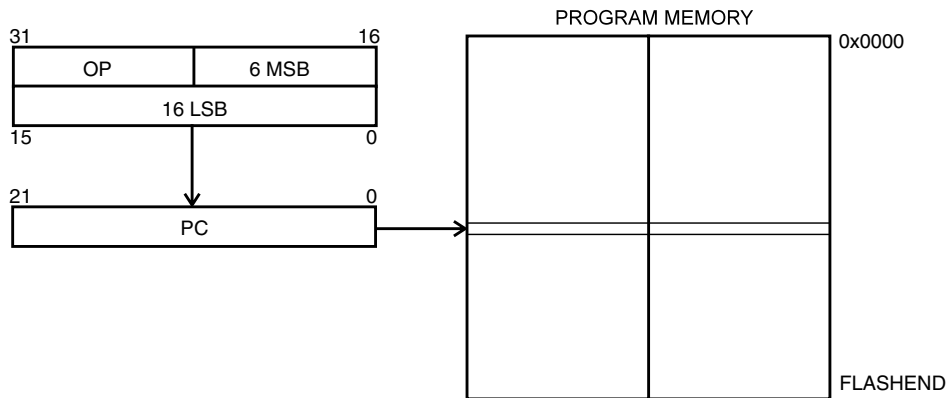 PROGRAM MEMORY
31 16
0x0000
OP 6 MSB
16 LSB
15 0
21 0
PC
FLASHEND